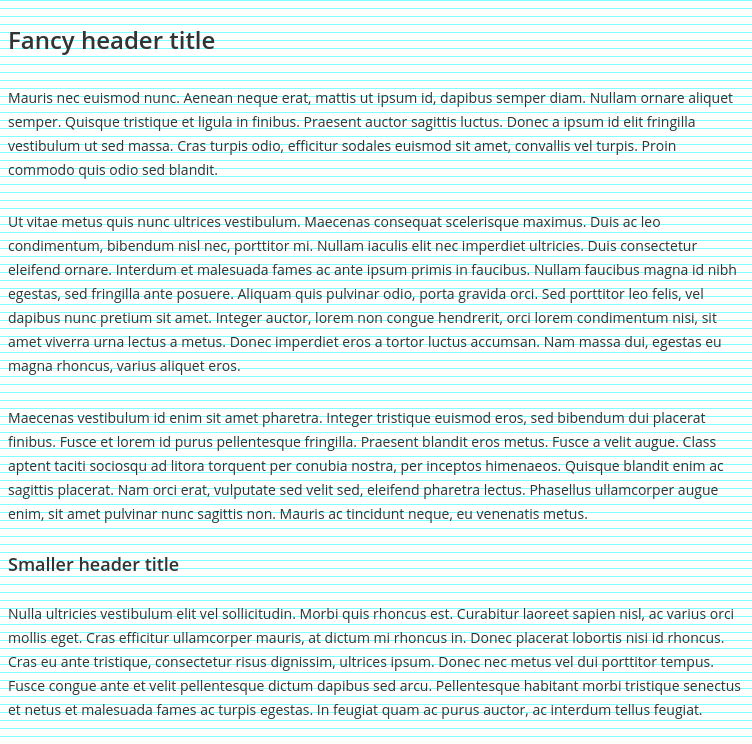 Fancy header title
Mauris nec euismod nunc. Aenean neque erat, mattis ut ipsum id, dapibus semper diam. Nullam ornare aliquet
semper. Quisque tristique et ligula in finibus. Praesent auctor sagittis luctus. Donec a ipsum id elit fringilla
vestibulum ut sed massa. Cras turpis odio, efficitur sodales euismod sit amet, convallis vel turpis. Proin
commodo quis odio sed blandit.
Ut vitae metus quis nunc ultrices vestibulum. Maecenas consequat scelerisque maximus. Duis ac leo
condimentum, bibendum nisl nec, porttitor mi. Nullam iaculis elit nec imperdiet ultricies. Duis consectetur
eleifend ornare. Interdum et malesuada fames ac ante ipsum primis in faucibus. Nullam faucibus magna id nibh
egestas, sed fringilla ante posuere. Aliquam quis pulvinar odio, porta gravida orci. Sed porttitor leo felis, vel
dapibus nunc pretium sit amet. Integer auctor, lorem non congue hendrerit, orci lorem condimentum nisi, sit
amet viverra urna lectus a metus. Donec imperdiet eros a tortor luctus accumsan. Nam massa dui, egestas eu
magna rhoncus, varius aliquet eros.
Maecenas vestibulum id enim sit amet pharetra. Integer tristique euismod eros, sed bibendum dui placerat
finibus. Fusce et lorem id purus pellentesque fringilla. Praesent blandit eros metus. Fusce a velit augue. Class
aptent taciti sociosqu ad litora torquent per conubia nostra, per inceptos himenaeos. Quisque blandit enim ac
sagittis placerat. Nam orci erat, vulputate sed velit sed, eleifend pharetra lectus. Phasellus ullamcorper augue
enim, sit amet pulvinar nunc sagittis non. Mauris ac tincidunt neque, eu venenatis metus.
Smaller header title
Nulla ultricies vestibulum elit vel sollicitudin. Morbi quis rhoncus est. Curabitur laoreet sapien nisl, ac varius orci
mollis eget. Cras efficitur ullamcorper mauris, at dictum mi rhoncus in. Donec placerat lobortis nisi id rhoncus.
Cras eu ante tristique, consectetur risus dignissim, ultrices ipsum. Donec nec metus vel dui porttitor tempus.
Fusce congue ante et velit pellentesque dictum dapibus sed arcu. Pellentesque habitant morbi tristique senectus
et netus et malesuada fames ac turpis egestas. In feugiat quam ac purus auctor, ac interdum tellus feugiat.